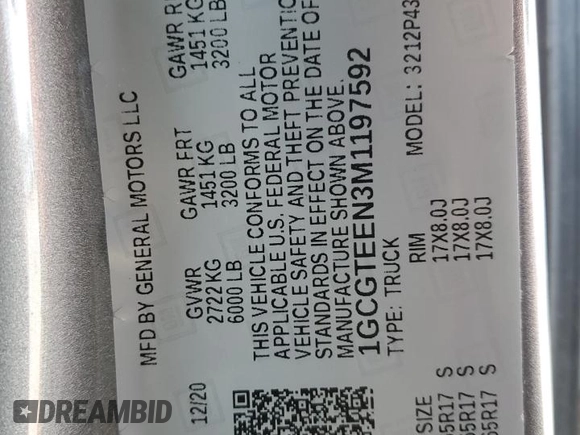 MFD BY GENERAL MOTORS LLC
12/20 GVWR GAWR FRT GAWR
2722 KG 1451 KG 1451 KG
6000 LB 3200 LB 3200 LB
THIS VEHICLE CONFORMS TO ALL
APPLICABLE U.S. FEDERAL MOTOR
VEHICLE SAFETY AND THEFT
STANDARDS IN EFFECT ON THE DATE OF
MANUFACTURE SHOWN ABOVE.
1GCGTEEN3M1197592
TYPE: TRUCK MODEL: 3212P43
SIZE RIM
5R17 S 17X8.0J
5R17 S 17X8.0J
65R17 S 17X8.0J
DREAMBID